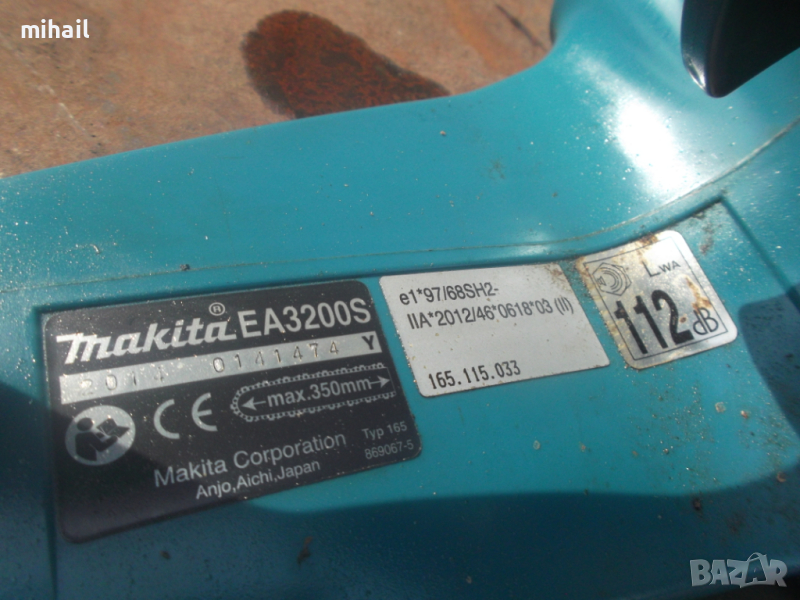 mihail
makita® EA3200S
0141474 Y
CE max.350mm
Typ 165
869067-5
Makita Corporation
Anjo,Aichi,Japan
e1*97/68SH2-
IIA*2012/46*0618*03 (II)
165.115.033
LWA
112 dB
BAZAR